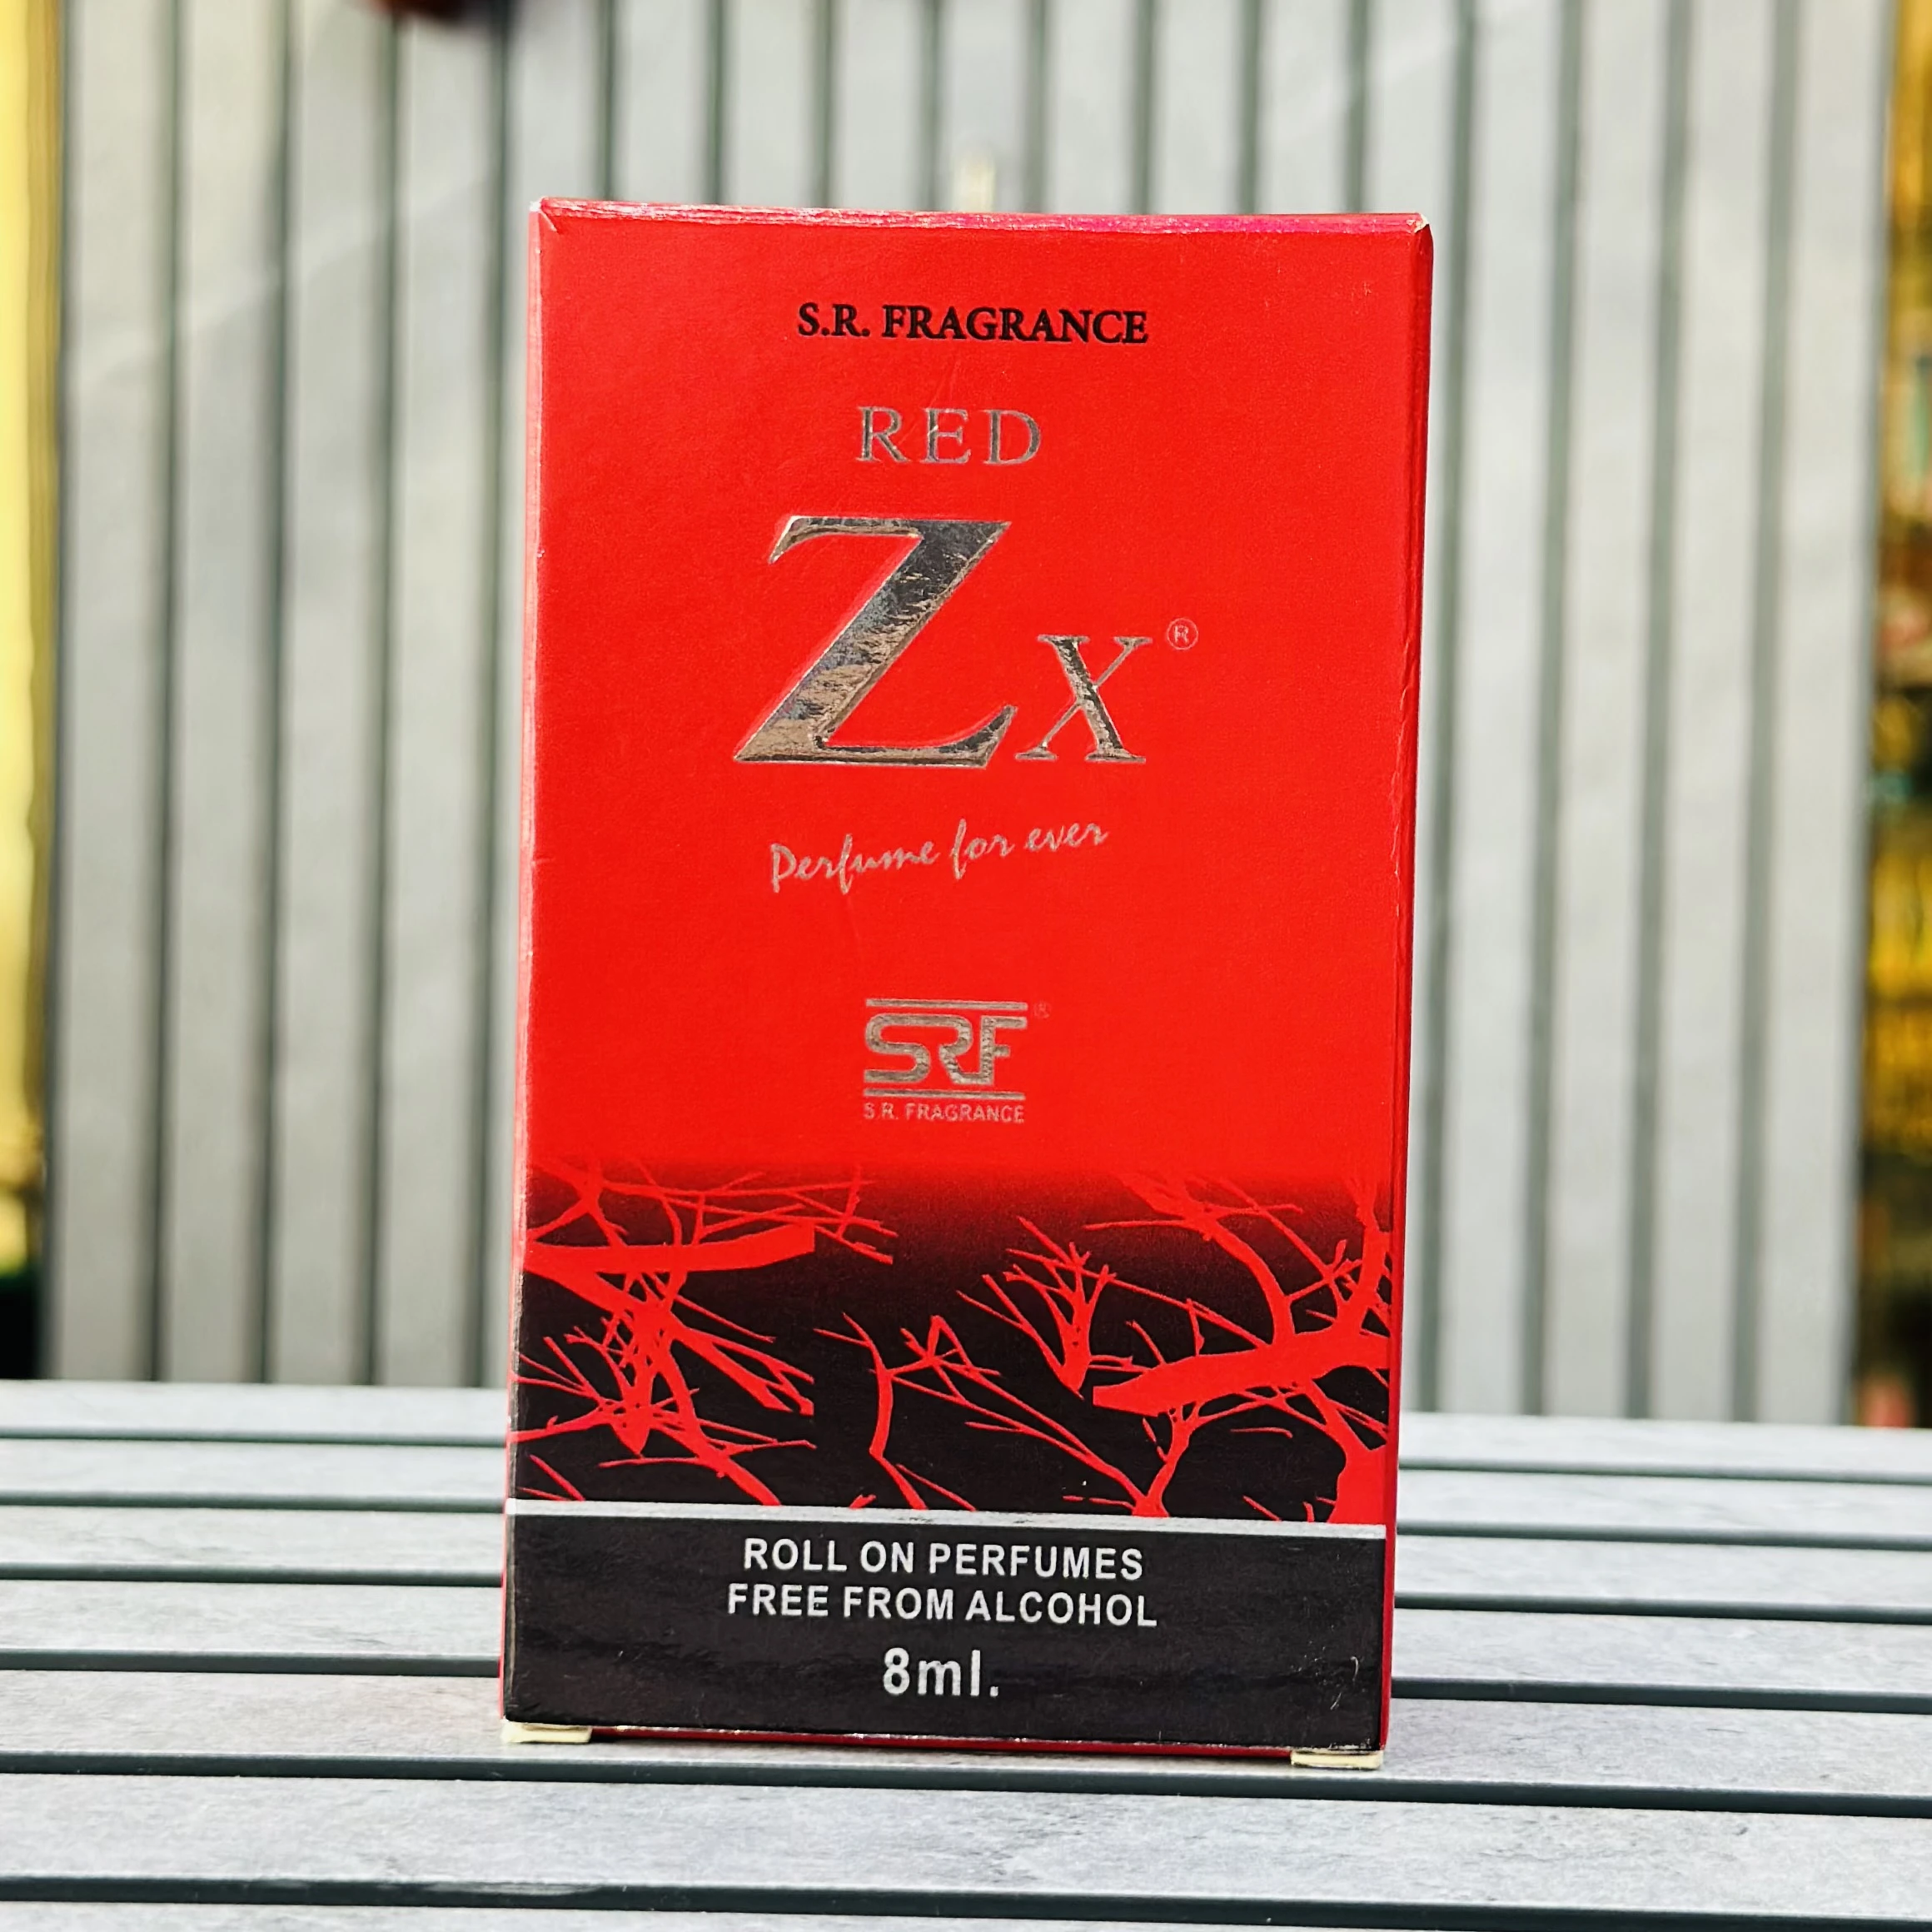 S.R. FRAGRANCE
RED
Zx®
Perfume for ever
SRF®
S.R. FRAGRANCE
ROLL ON PERFUMES
FREE FROM ALCOHOL
8ml.